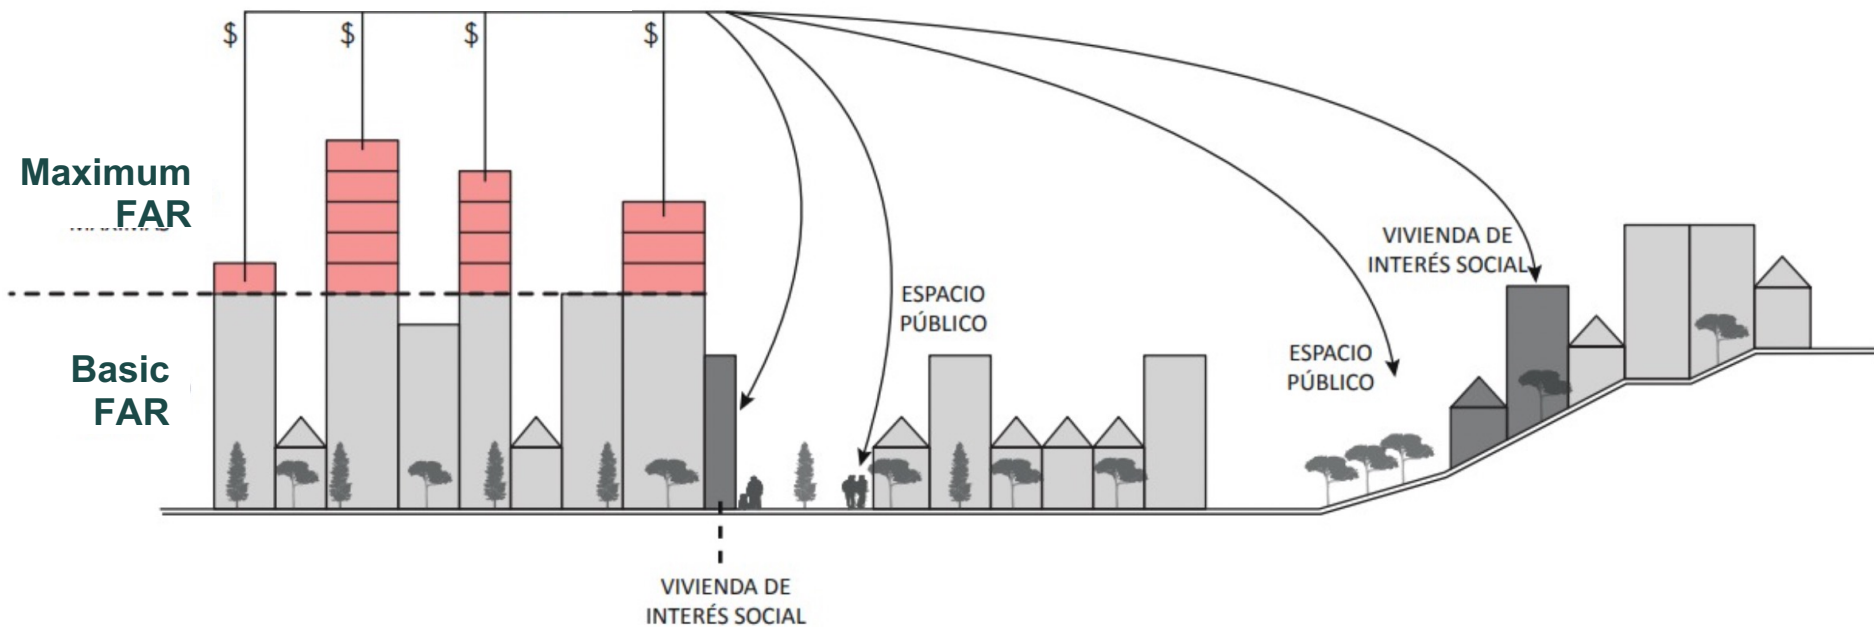 $ $ $ $
Maximum
FAR
Basic
FAR
ESPACIO
PÚBLICO
VIVIENDA DE
INTERÉS SOCIAL
ESPACIO
PÚBLICO
VIVIENDA DE
INTERÉS SOCIAL